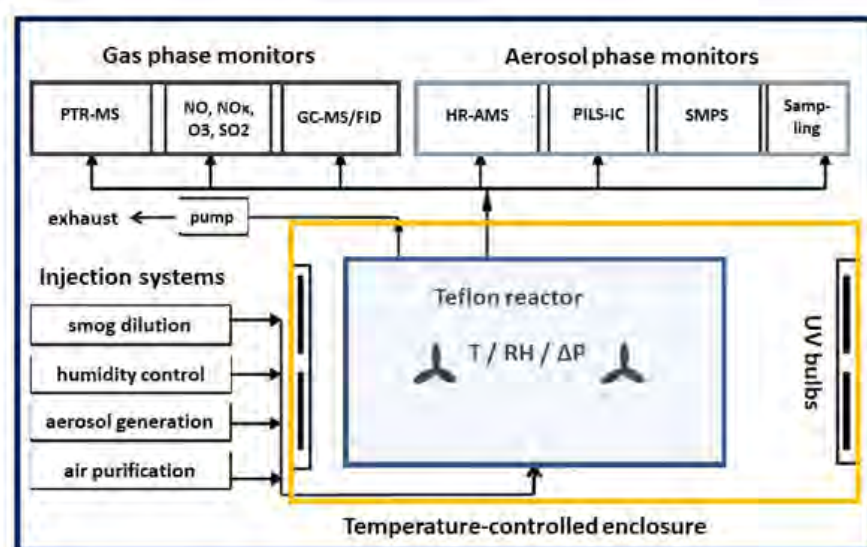 Gas phase monitors
Aerosol phase monitors
PTR-MS
NO, NOx,
O3, SO2
GC-MS/FID
HR-AMS
PILS-IC
SMPS
Samp-
ling
exhaust
pump
Injection systems
smog dilution
humidity control
aerosol generation
air purification
Teflon reactor
T / RH / ΔP
UV bulbs
Temperature-controlled enclosure